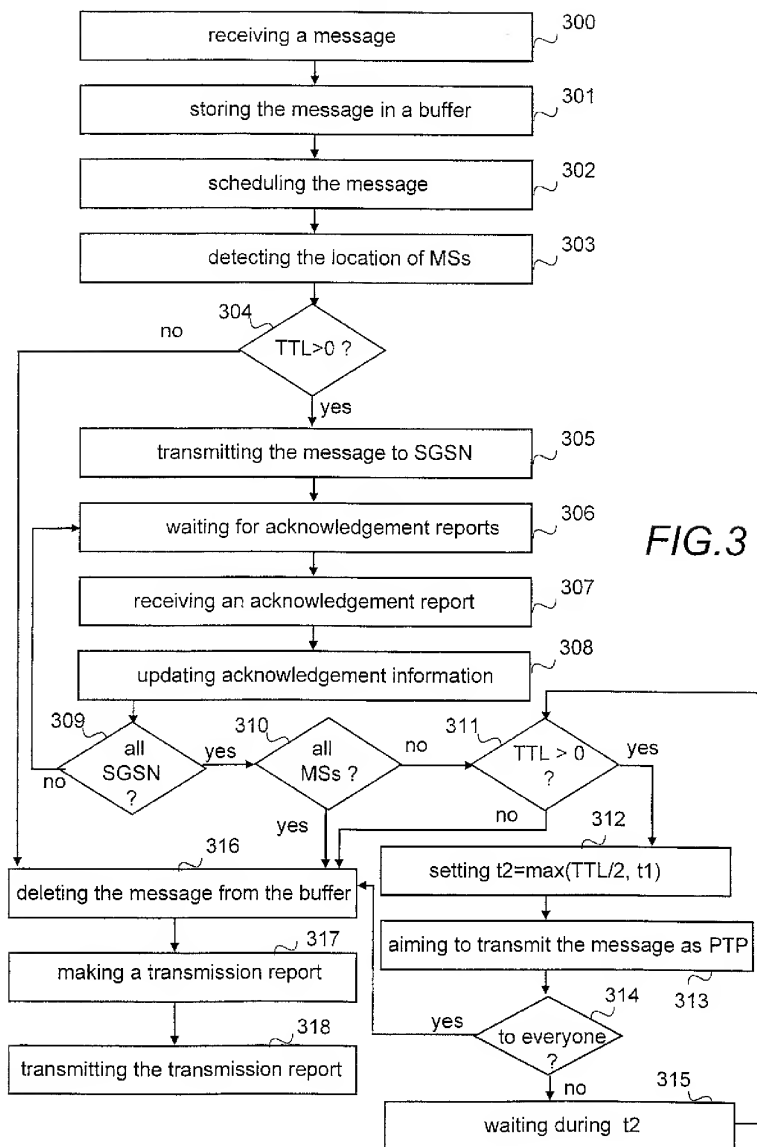 receiving a message
300
storing the message in a buffer
301
scheduling the message
302
detecting the location of MSs
303
304
TTL>0 ?
no
yes
transmitting the message to SGSN
305
waiting for acknowledgement reports
306
FIG.3
receiving an acknowledgement report
307
updating acknowledgement information
308
309
all
SGSN
?
no
yes
310
all
MSs ?
no
yes
311
TTL > 0
?
yes
no
312
setting t2=max(TTL/2, t1)
316
deleting the message from the buffer
aiming to transmit the message as PTP
313
317
making a transmission report
314
to everyone
?
yes
no
318
transmitting the transmission report
315
waiting during t2